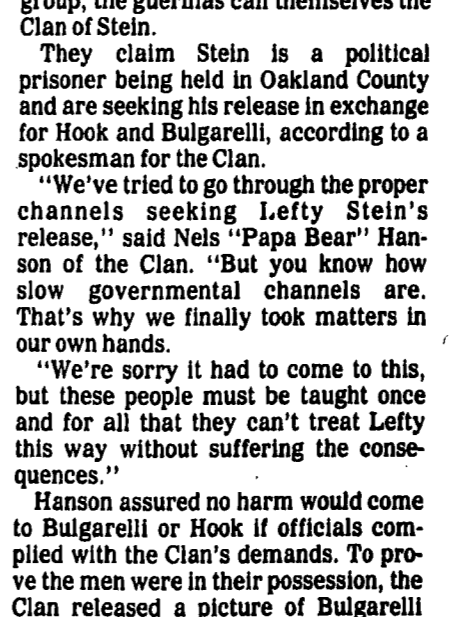 group, the guerillas call themselves the
Clan of Stein.
They claim Stein is a political
prisoner being held in Oakland County
and are seeking his release in exchange
for Hook and Bulgarelli, according to a
spokesman for the Clan.
"We've tried to go through the proper
channels seeking Lefty Stein's
release," said Nels "Papa Bear" Han-
son of the Clan. "But you know how
slow governmental channels are.
That's why we finally took matters in
our own hands.
"We're sorry it had to come to this,
but these people must be taught once
and for all that they can't treat Lefty
this way without suffering the conse-
quences."
Hanson assured no harm would come
to Bulgarelli or Hook if officials com-
plied with the Clan's demands. To pro-
ve the men were in their possession, the
Clan released a picture of Bulgarelli